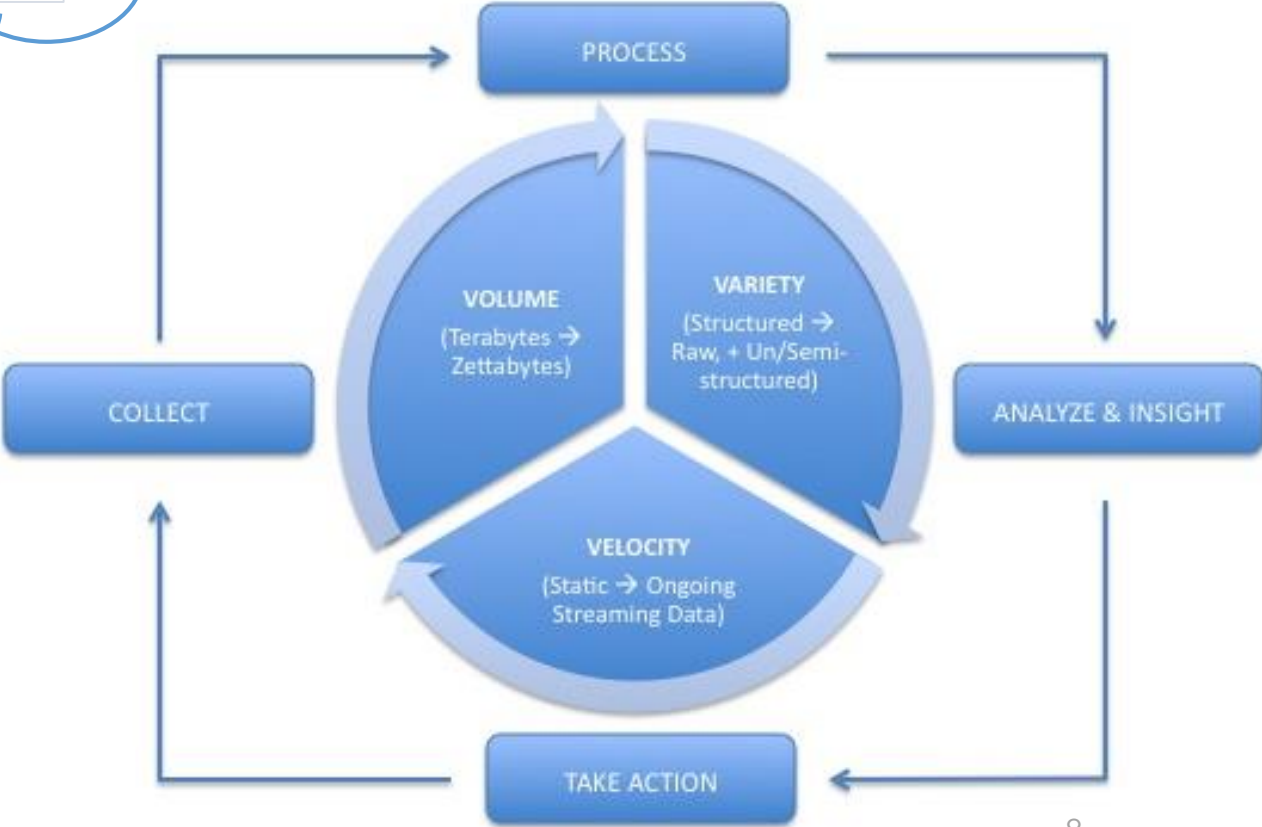 PROCESS
VOLUME
(Terabytes →
Zettabytes)
VARIETY
(Structured →
Raw, + Un/Semi-
structured)
COLLECT
ANALYZE & INSIGHT
VELOCITY
(Static → Ongoing
Streaming Data)
TAKE ACTION